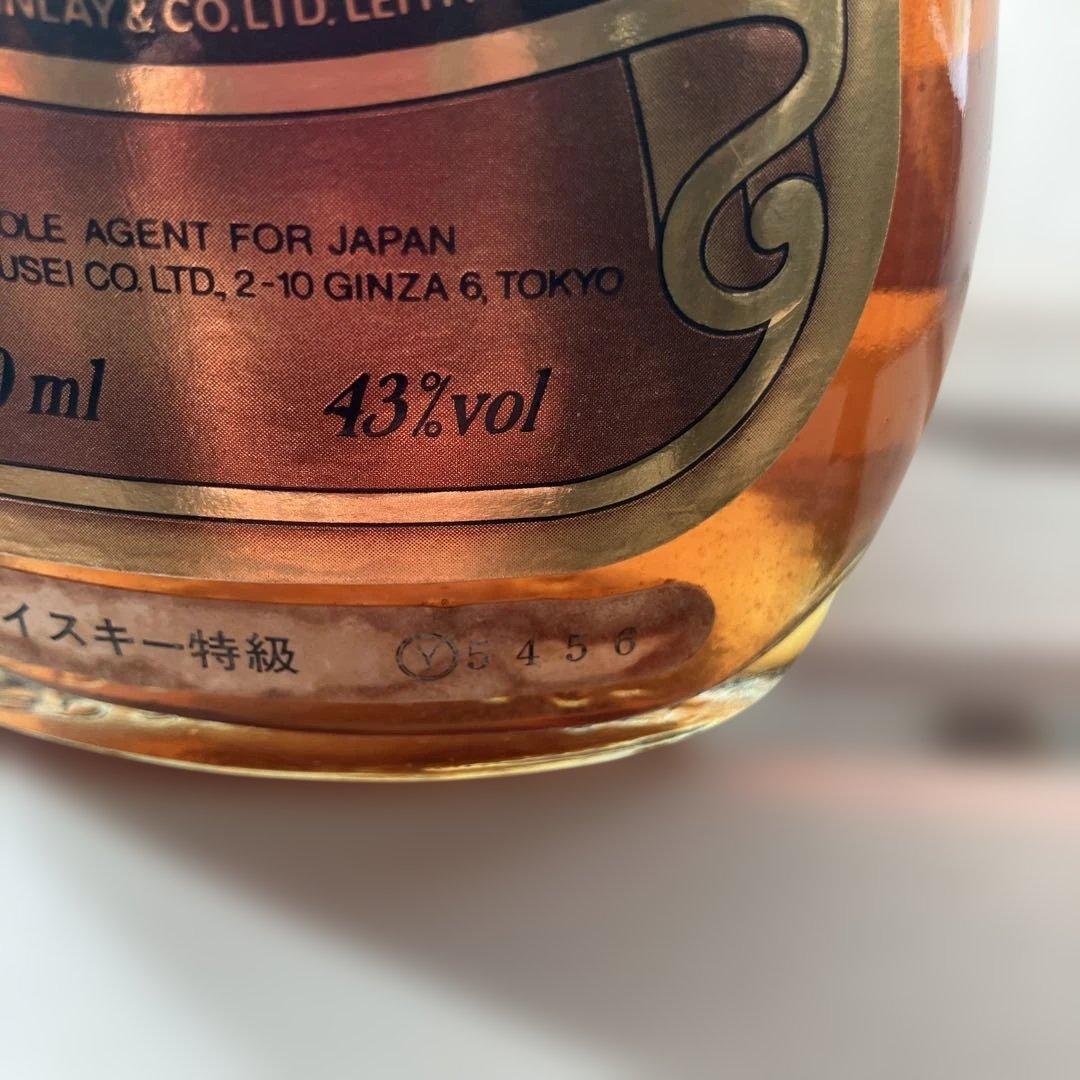 NLAY & CO. LTD. LEITH
OLE AGENT FOR JAPAN
USEI CO. LTD., 2-10 GINZA 6, TOKYO
0 ml 43% vol
イスキー特級 Ⓨ5456